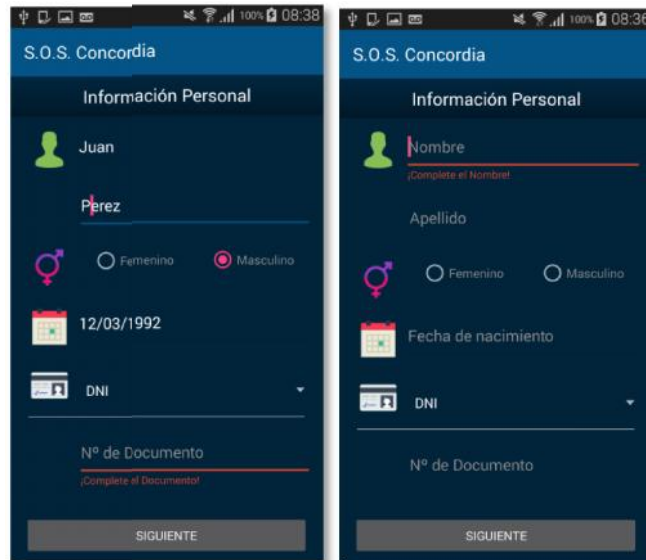 100% 08:38
S.O.S. Concordia
Información Personal
Juan
Perez
Femenino Masculino
12/03/1992
DNI
Nº de Documento
¡Complete el Documento!
SIGUIENTE
100% 08:36
S.O.S. Concordia
Información Personal
Nombre
¡Complete el Nombre!
Apellido
Femenino Masculino
Fecha de nacimiento
DNI
Nº de Documento
SIGUIENTE